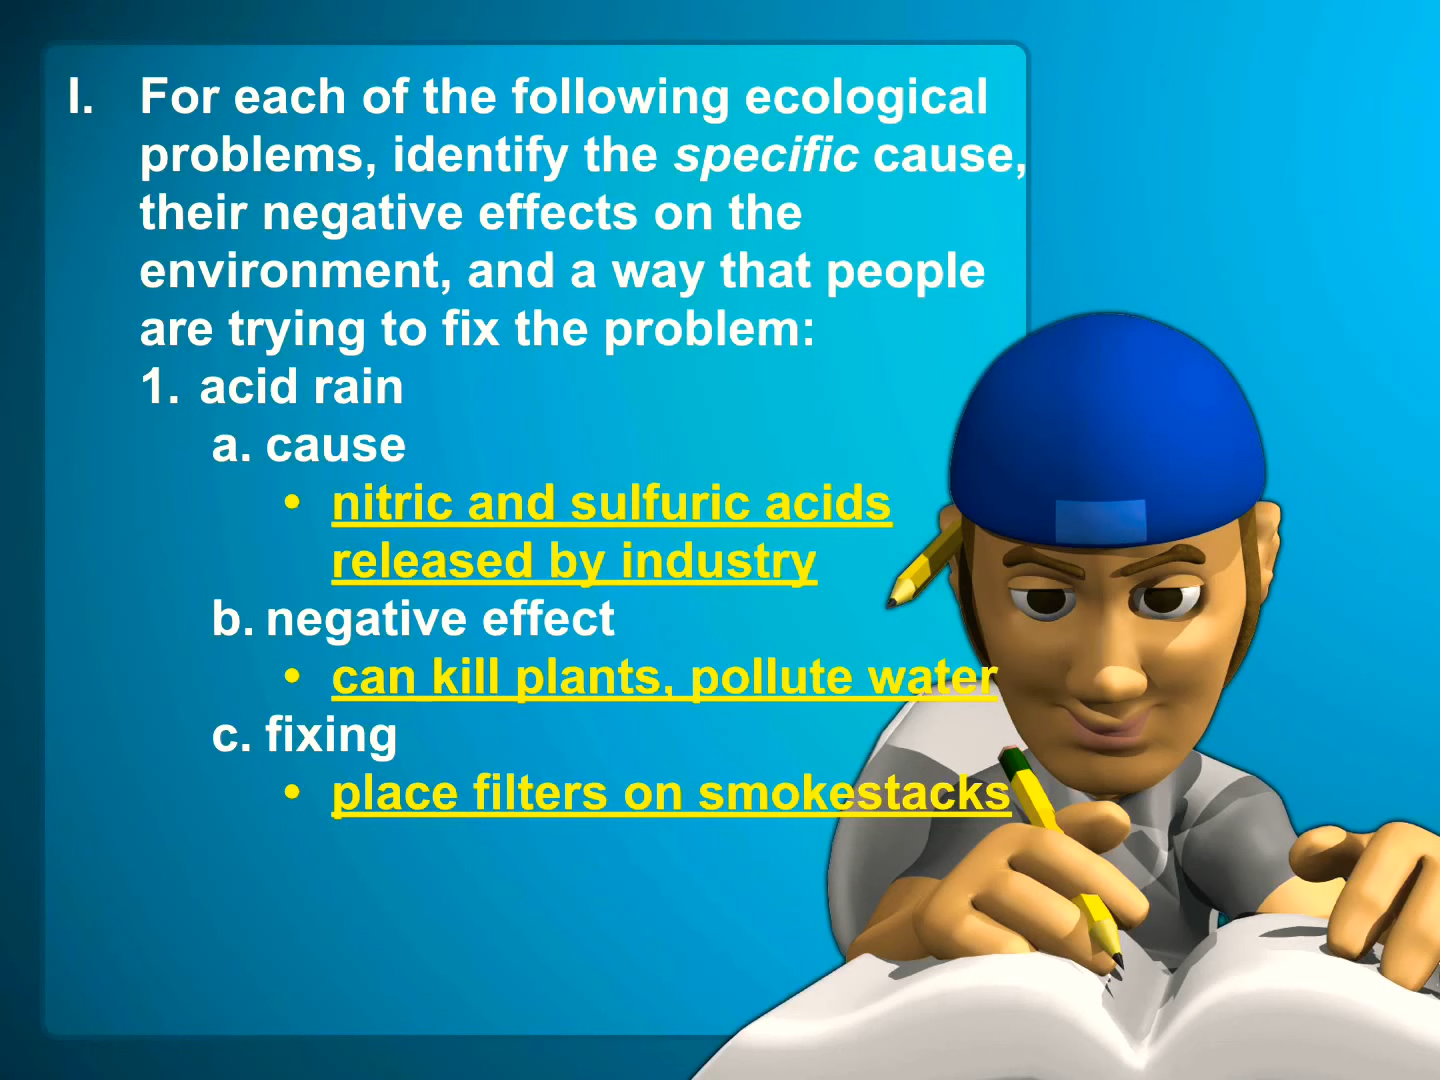 I. For each of the following ecological
problems, identify the specific cause,
their negative effects on the
environment, and a way that people
are trying to fix the problem:
1. acid rain
a. cause
• nitric and sulfuric acids
released by industry
b. negative effect
• can kill plants, pollute water
c. fixing
• place filters on smokestacks